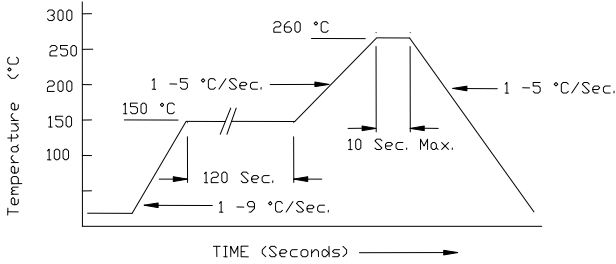 300
260 °C
250
200
1 -5 °C/Sec.
1 -5 °C/Sec.
150 °C
150
10 Sec. Max.
100
120 Sec.
1 -9 °C/Sec.
Temperature (°C
TIME (Seconds)